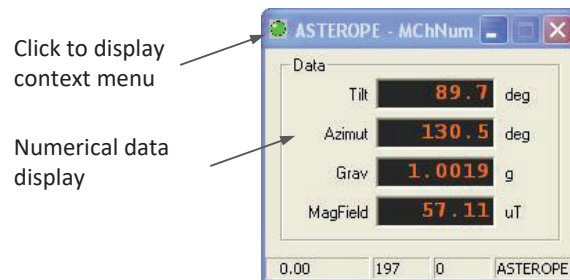 Click to display
context menu
Numerical data
display
ASTEROPE - MChNum
Data
Tilt 89.7 deg
Azimut 130.5 deg
Grav 1.0019 g
MagField 57.11 uT
0.00 197 0 ASTEROPE